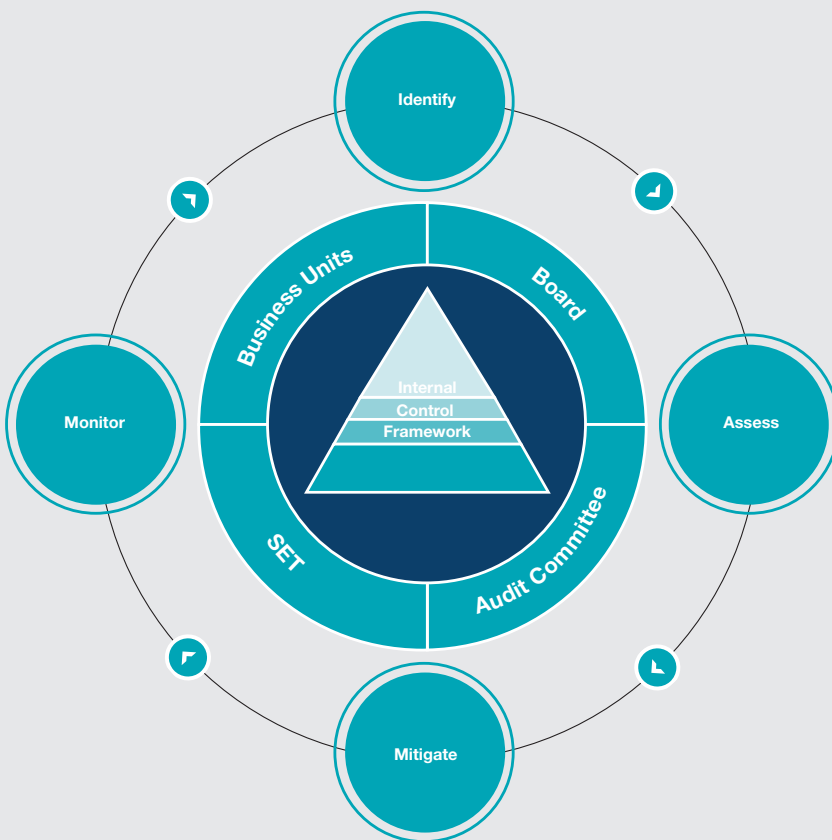 Identify
Business Units
Board
Internal
Control
Framework
Monitor
Assess
SET
Audit Committee
Mitigate